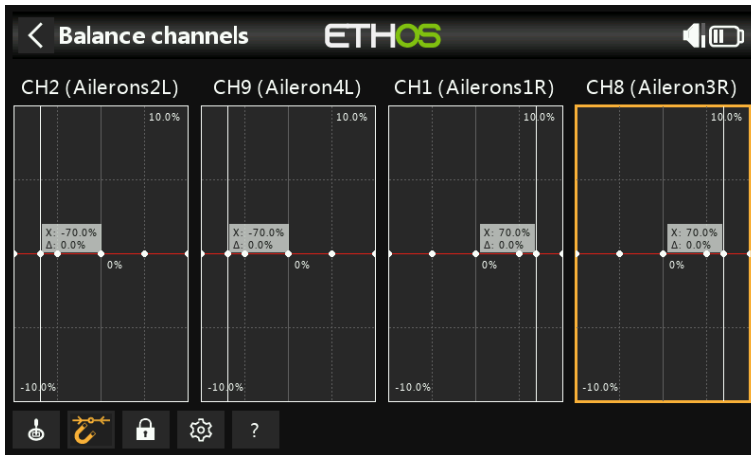 Balance channels
ETHOS
CH2 (Ailerons2L)
CH9 (Aileron4L)
CH1 (Ailerons1R)
CH8 (Aileron3R)
10.0%
10.0%
10.0%
10.0%
X: -70.0%
Δ: 0.0%
X: -70.0%
Δ: 0.0%
X: 70.0%
Δ: 0.0%
X: 70.0%
Δ: 0.0%
0%
0%
0%
0%
-10.0%
-10.0%
-10.0%
-10.0%
?